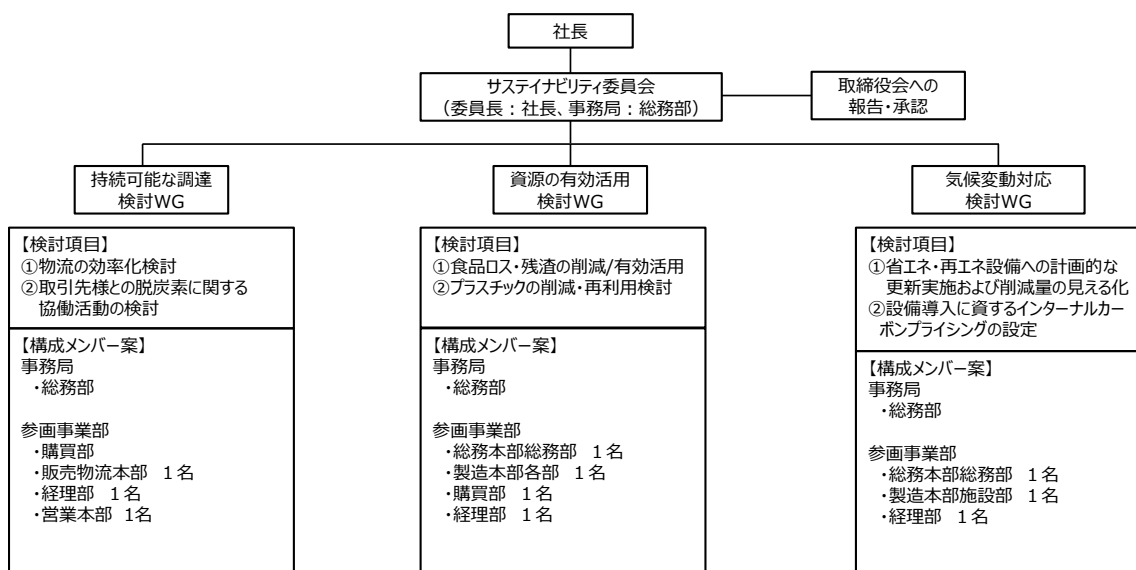 社長
サステイナビリティ委員会
（委員長：社長、事務局：総務部）
取締役会への
報告・承認
持続可能な調達
検討WG
【検討項目】
①物流の効率化検討
②取引先様との脱炭素に関する
協働活動の検討
【構成メンバー案】
事務局
・総務部
参画事業部
・購買部
・販売物流本部　１名
・経理部　１名
・営業本部　1名
資源の有効活用
検討WG
【検討項目】
①食品ロス・残渣の削減/有効活用
②プラスチックの削減・再利用検討
【構成メンバー案】
事務局
・総務部
参画事業部
・総務本部総務部　１名
・製造本部各部　１名
・購買部　１名
・経理部　１名
気候変動対応
検討WG
【検討項目】
①省エネ・再エネ設備への計画的な
更新実施および削減量の見える化
②設備導入に資するインターナルカー
ボンプライシングの設定
【構成メンバー案】
事務局
・総務部
参画事業部
・総務本部総務部　１名
・製造本部施設部　１名
・経理部　１名